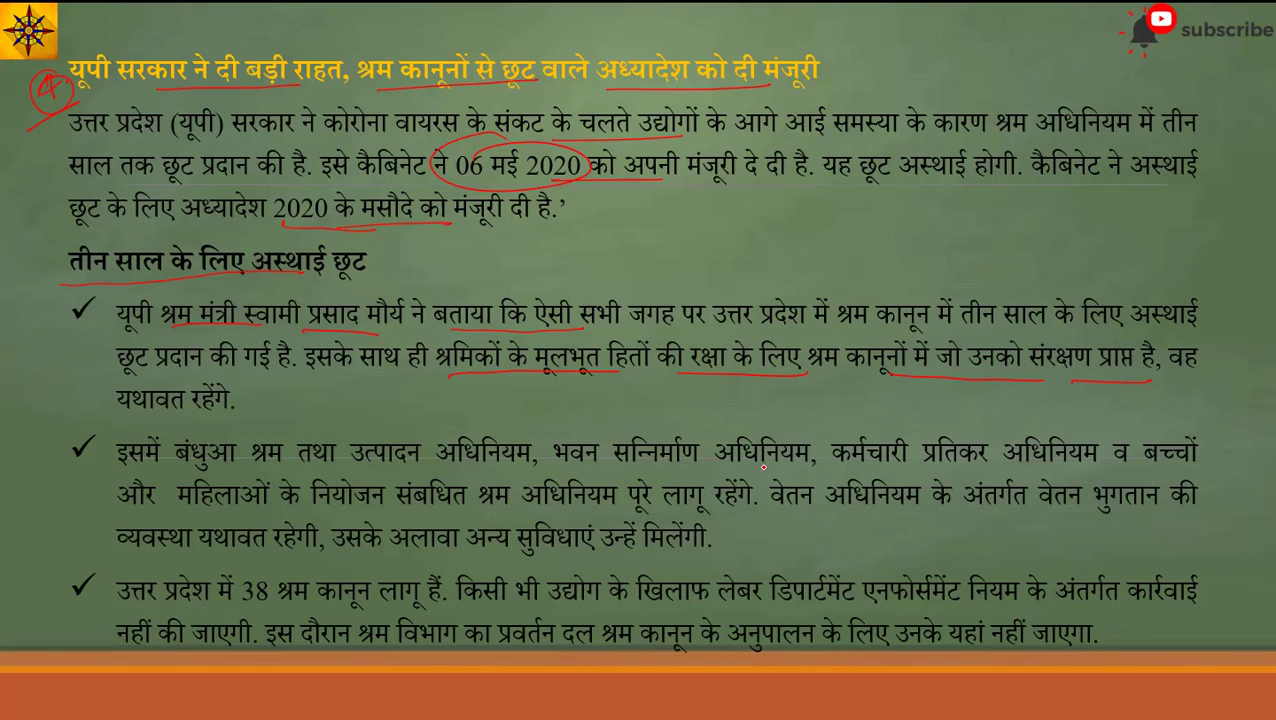 subscribe
यूपी सरकार ने दी बड़ी राहत, श्रम कानूनों से छूट वाले अध्यादेश को दी मंजूरी
4
उत्तर प्रदेश (यूपी) सरकार ने कोरोना वायरस के संकट के चलते उद्योगों के आगे आई समस्या के कारण श्रम अधिनियम में तीन
साल तक छूट प्रदान की है. इसे कैबिनेट ने 06 मई 2020 को अपनी मंजूरी दे दी है. यह छूट अस्थाई होगी. कैबिनेट ने अस्थाई
छूट के लिए अध्यादेश 2020 के मसौदे को मंजूरी दी है.’
तीन साल के लिए अस्थाई छूट
✓ यूपी श्रम मंत्री स्वामी प्रसाद मौर्य ने बताया कि ऐसी सभी जगह पर उत्तर प्रदेश में श्रम कानून में तीन साल के लिए अस्थाई
छूट प्रदान की गई है. इसके साथ ही श्रमिकों के मूलभूत हितों की रक्षा के लिए श्रम कानूनों में जो उनको संरक्षण प्राप्त है, वह
यथावत रहेंगे.
✓ इसमें बंधुआ श्रम तथा उत्पादन अधिनियम, भवन सन्निर्माण अधिनियम, कर्मचारी प्रतिकर अधिनियम व बच्चों
और महिलाओं के नियोजन संबधित श्रम अधिनियम पूरे लागू रहेंगे. वेतन अधिनियम के अंतर्गत वेतन भुगतान की
व्यवस्था यथावत रहेगी, उसके अलावा अन्य सुविधाएं उन्हें मिलेंगी.
✓ उत्तर प्रदेश में 38 श्रम कानून लागू हैं. किसी भी उद्योग के खिलाफ लेबर डिपार्टमेंट एनफोर्समेंट नियम के अंतर्गत कार्रवाई
नहीं की जाएगी. इस दौरान श्रम विभाग का प्रवर्तन दल श्रम कानून के अनुपालन के लिए उनके यहां नहीं जाएगा.